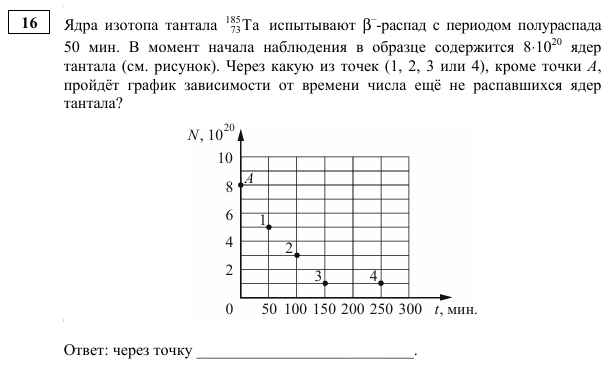 16
Ядра изотопа тантала ¹⁸⁵₇₃Ta испытывают β⁻-распад с периодом полураспада
50 мин. В момент начала наблюдения в образце содержится 8·10²⁰ ядер
тантала (см. рисунок). Через какую из точек (1, 2, 3 или 4), кроме точки A,
пройдёт график зависимости от времени числа ещё не распавшихся ядер
тантала?
N, 10²⁰
10
8
A
6
1
4
2
2
3
4
0 50 100 150 200 250 300 t, мин.
Ответ: через точку ___________________________.